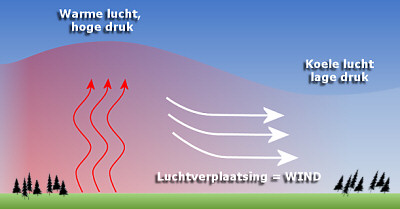 Warme lucht,
hoge druk
Koele lucht
lage druk
Luchtverplaatsing = WIND